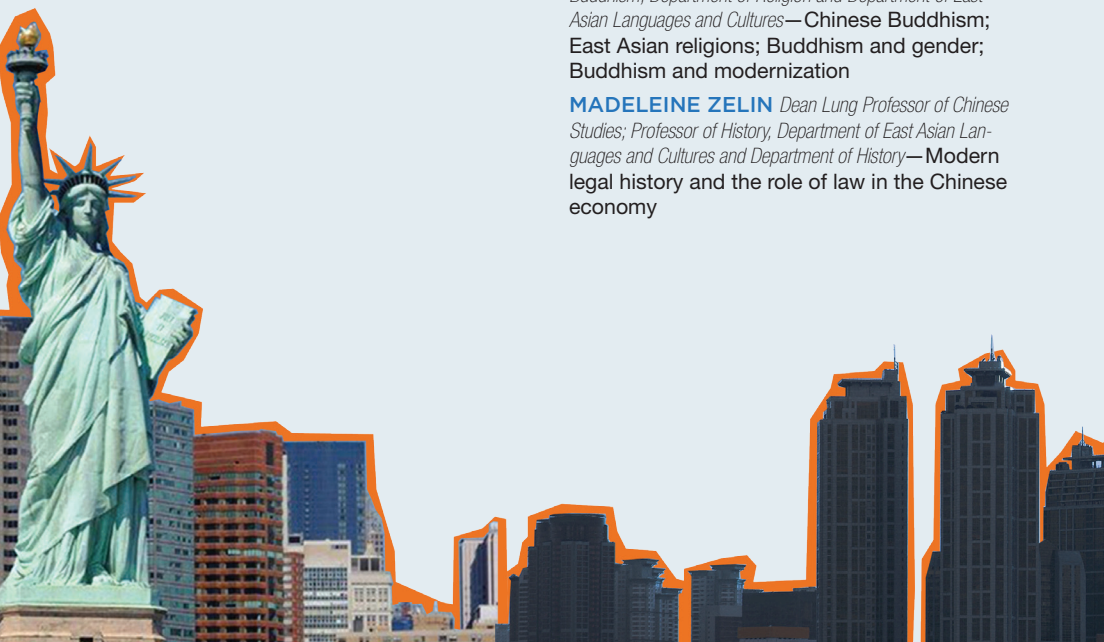 Asian Languages and Cultures—Chinese Buddhism;
East Asian religions; Buddhism and gender;
Buddhism and modernization
MADELEINE ZELIN Dean Lung Professor of Chinese
Studies; Professor of History, Department of East Asian Lan-
guages and Cultures and Department of History—Modern
legal history and the role of law in the Chinese
economy